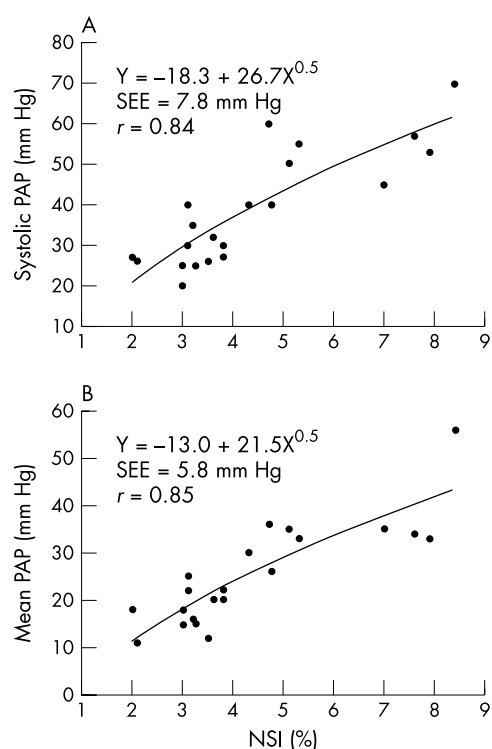 A
Y = –18.3 + 26.7X^0.5
SEE = 7.8 mm Hg
r = 0.84
Systolic PAP (mm Hg)
80
70
60
50
40
30
20
10
1 2 3 4 5 6 7 8 9
B
Y = –13.0 + 21.5X^0.5
SEE = 5.8 mm Hg
r = 0.85
Mean PAP (mm Hg)
60
50
40
30
20
10
0
1 2 3 4 5 6 7 8 9
NSI (%)